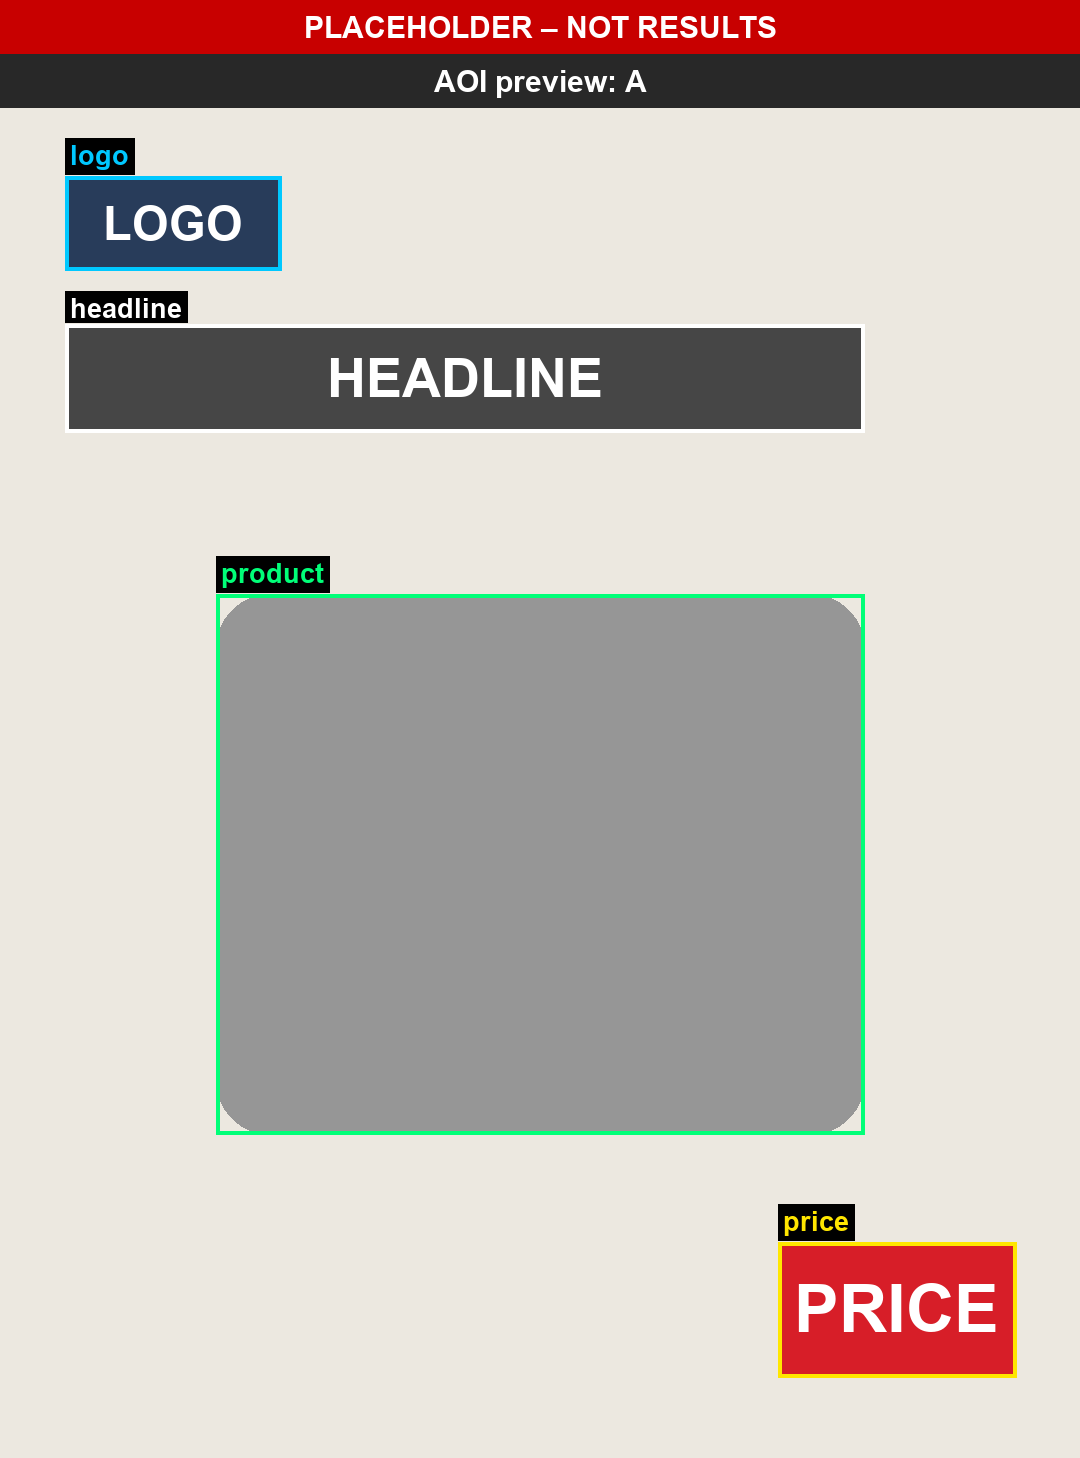 PLACEHOLDER – NOT RESULTS
AOI preview: A
logo
LOGO
headline
HEADLINE
product
price
PRICE